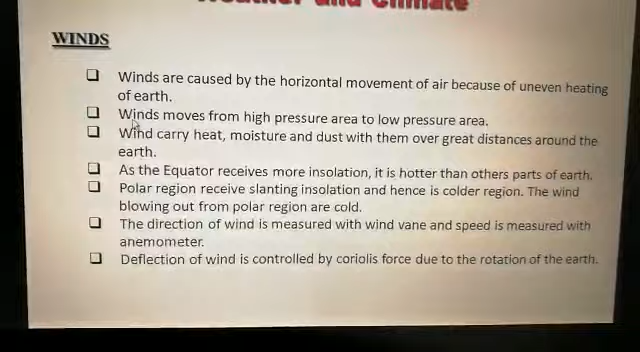 Weather and Climate
WINDS
❑ Winds are caused by the horizontal movement of air because of uneven heating
of earth.
❑ Winds moves from high pressure area to low pressure area.
❑ Wind carry heat, moisture and dust with them over great distances around the
earth.
❑ As the Equator receives more insolation, it is hotter than others parts of earth.
❑ Polar region receive slanting insolation and hence is colder region. The wind
blowing out from polar region are cold.
❑ The direction of wind is measured with wind vane and speed is measured with
anemometer.
❑ Deflection of wind is controlled by coriolis force due to the rotation of the earth.